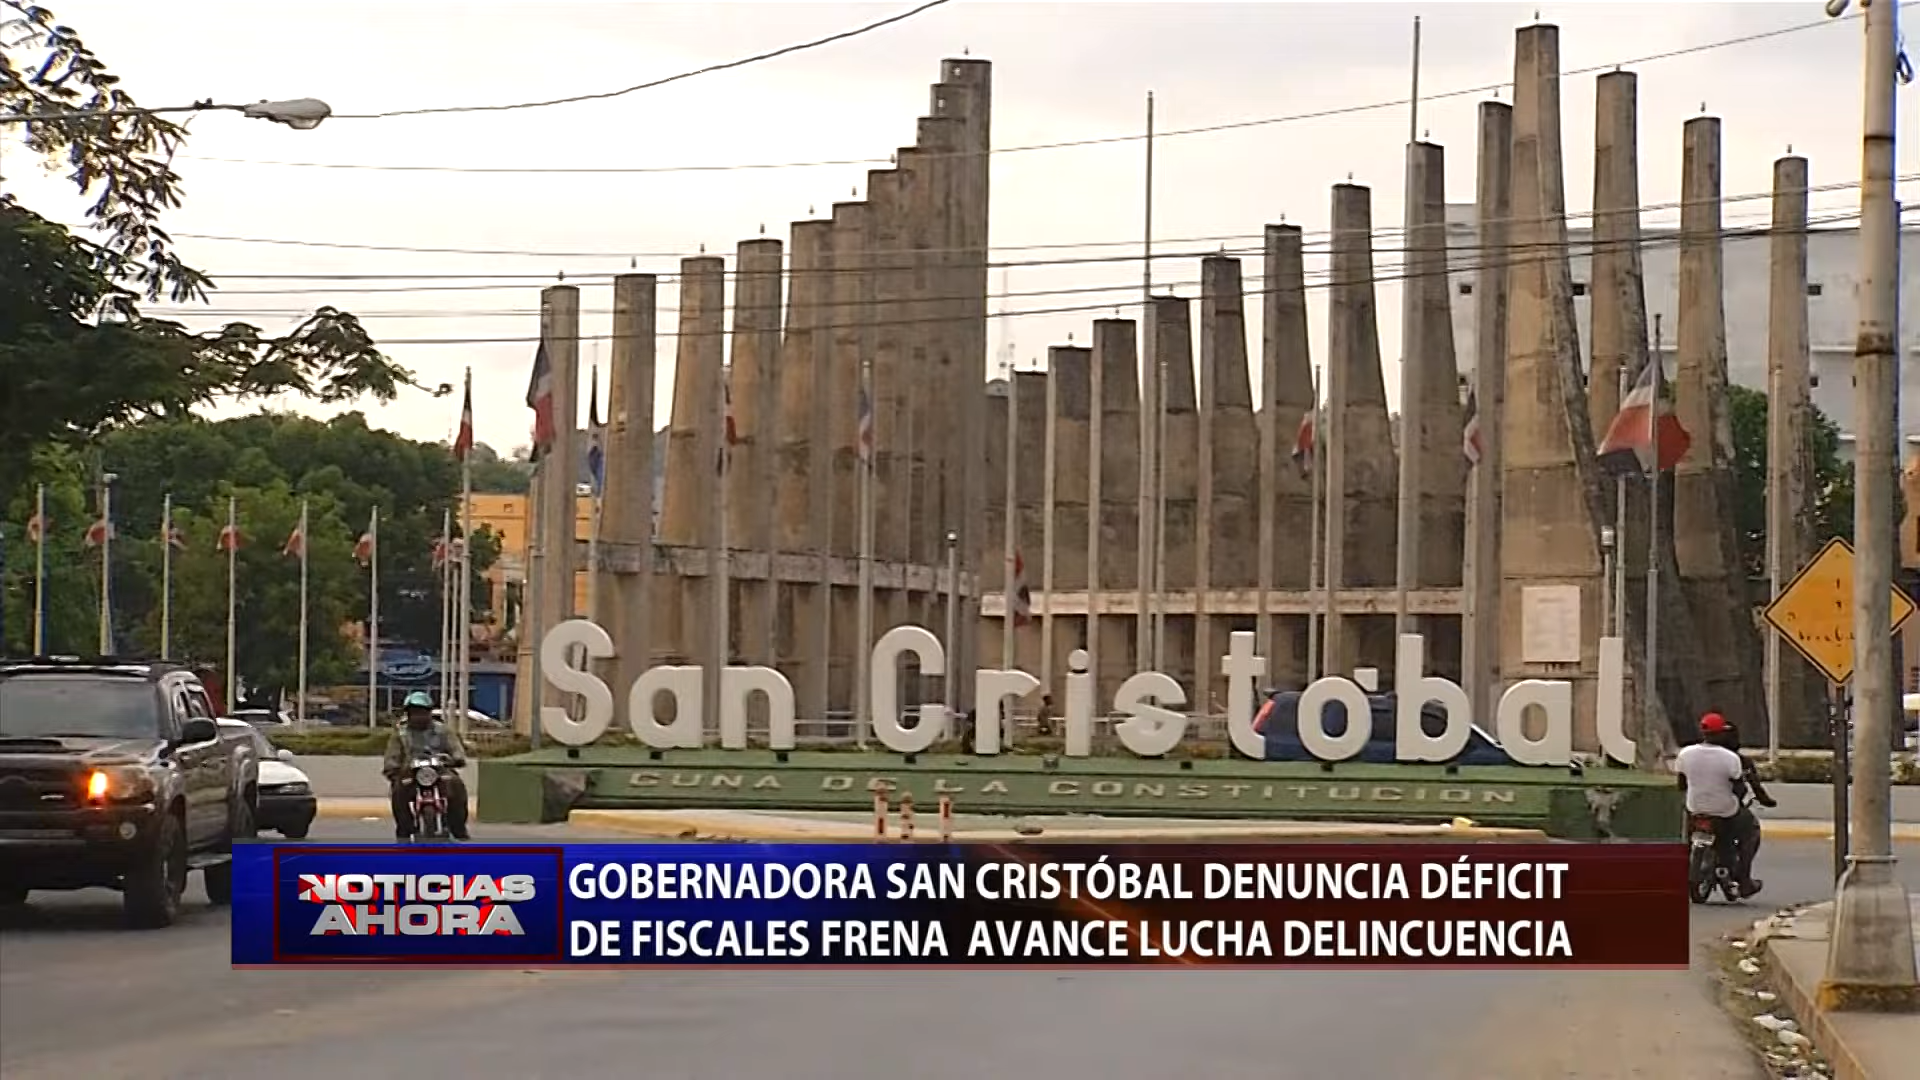 San Cristóbal
CUNA DE LA CONSTITUCION
NOTICIAS
AHORA
GOBERNADORA SAN CRISTÓBAL DENUNCIA DÉFICIT
DE FISCALES FRENA AVANCE LUCHA DELINCUENCIA